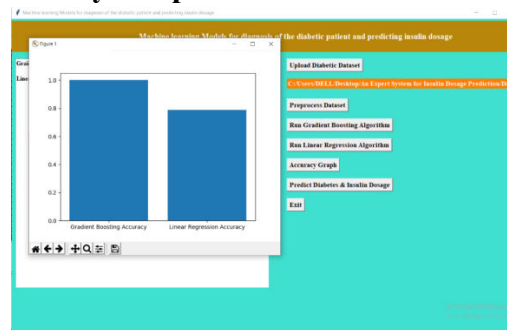 Machine learning Models for diagnosis of the diabetic patient and predicting insulin dosage
Machine learning Models for diagnosis of the diabetic patient and predicting insulin dosage
Figure 1
Upload Diabetic Dataset
C:/Users/DELL/Desktop/An Expert System for Insulin Dosage Prediction/D
Preprocess Dataset
Run Gradient Boosting Algorithm
Run Linear Regression Algorithm
Accuracy Graph
Predict Diabetes & Insulin Dosage
Exit
Grad
Line
1.0
0.8
0.6
0.4
0.2
0.0
Gradient Boosting Accuracy
Linear Regression Accuracy